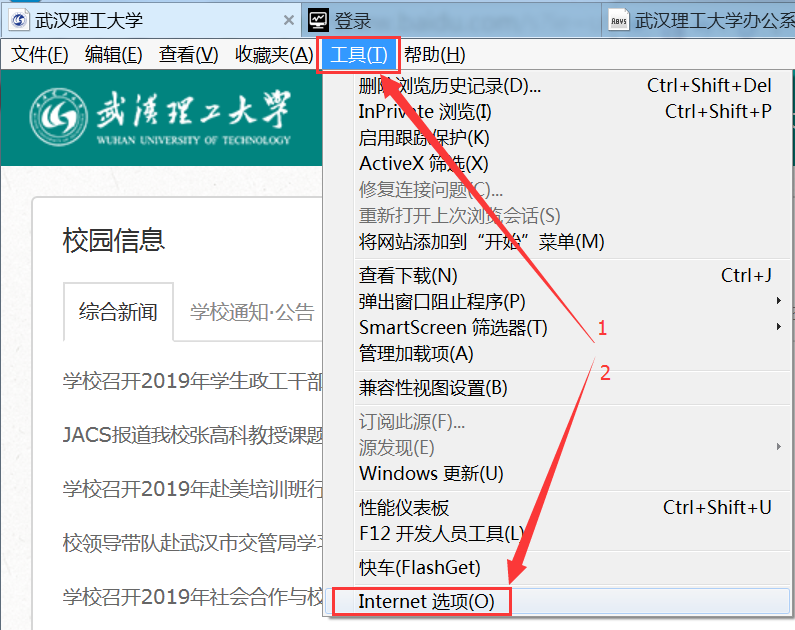 武汉理工大学
登录
武汉理工大学办公系
文件(F) 编辑(E) 查看(V) 收藏夹(A) 工具(T) 帮助(H)
武漢理工大學
WUHAN UNIVERSITY OF TECHNOLOGY
删除浏览历史记录(D)... Ctrl+Shift+Del
InPrivate 浏览(I) Ctrl+Shift+P
启用跟踪保护(K)
ActiveX 筛选(X)
修复连接问题(C)...
重新打开上次浏览会话(S)
将网站添加到“开始”菜单(M)
查看下载(N) Ctrl+J
弹出窗口阻止程序(P)
SmartScreen 筛选器(T)
管理加载项(A)
兼容性视图设置(B)
订阅此源(F)...
源发现(E)
Windows 更新(U)
性能仪表板 Ctrl+Shift+U
F12 开发人员工具(L)
快车(FlashGet)
Internet 选项(O)
1
2
校园信息
综合新闻 学校通知·公告
学校召开2019年学生政工干部
JACS报道我校张高科教授课题
学校召开2019年赴美培训班行
校领导带队赴武汉市交管局学习
学校召开2019年社会合作与校